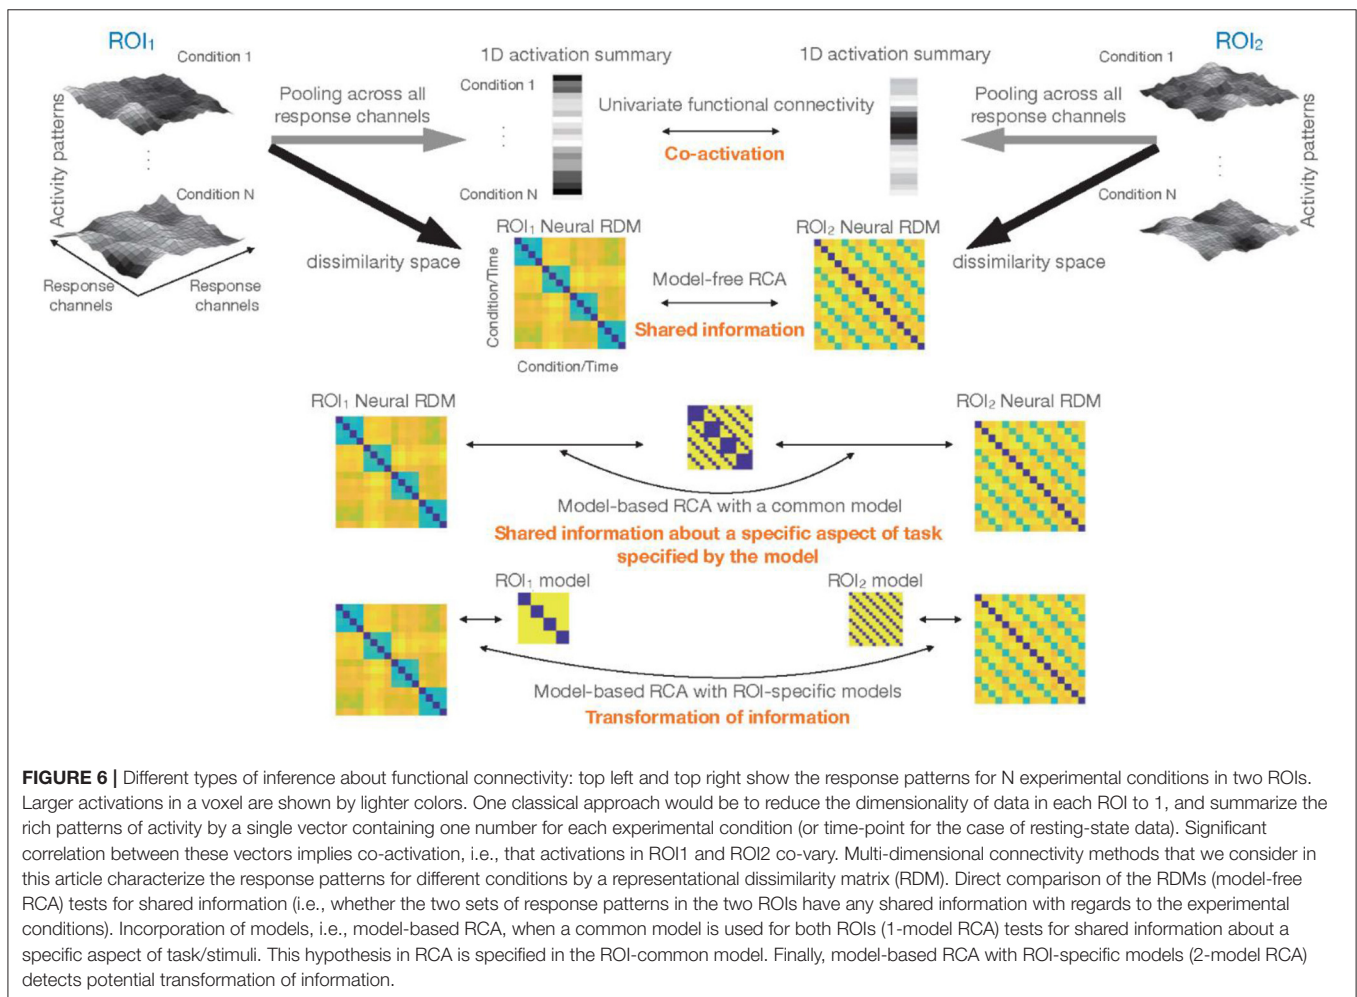 ROI₁
Condition 1
Activity patterns
⋮
Condition N
Response channels
Response channels
Pooling across all
response channels
dissimilarity space
1D activation summary
Condition 1
⋮
Condition N
Univariate functional connectivity
Co-activation
1D activation summary
Pooling across all
response channels
dissimilarity space
ROI₂
Condition 1
Activity patterns
⋮
Condition N
ROI₁ Neural RDM
Condition/Time
Condition/Time
Model-free RCA
Shared information
ROI₂ Neural RDM
ROI₁ Neural RDM
ROI₂ Neural RDM
Model-based RCA with a common model
Shared information about a specific aspect of task
specified by the model
ROI₁ model
ROI₂ model
Model-based RCA with ROI-specific models
Transformation of information
FIGURE 6 | Different types of inference about functional connectivity: top left and top right show the response patterns for N experimental conditions in two ROIs.
Larger activations in a voxel are shown by lighter colors. One classical approach would be to reduce the dimensionality of data in each ROI to 1, and summarize the
rich patterns of activity by a single vector containing one number for each experimental condition (or time-point for the case of resting-state data). Significant
correlation between these vectors implies co-activation, i.e., that activations in ROI1 and ROI2 co-vary. Multi-dimensional connectivity methods that we consider in
this article characterize the response patterns for different conditions by a representational dissimilarity matrix (RDM). Direct comparison of the RDMs (model-free
RCA) tests for shared information (i.e., whether the two sets of response patterns in the two ROIs have any shared information with regards to the experimental
conditions). Incorporation of models, i.e., model-based RCA, when a common model is used for both ROIs (1-model RCA) tests for shared information about a
specific aspect of task/stimuli. This hypothesis in RCA is specified in the ROI-common model. Finally, model-based RCA with ROI-specific models (2-model RCA)
detects potential transformation of information.